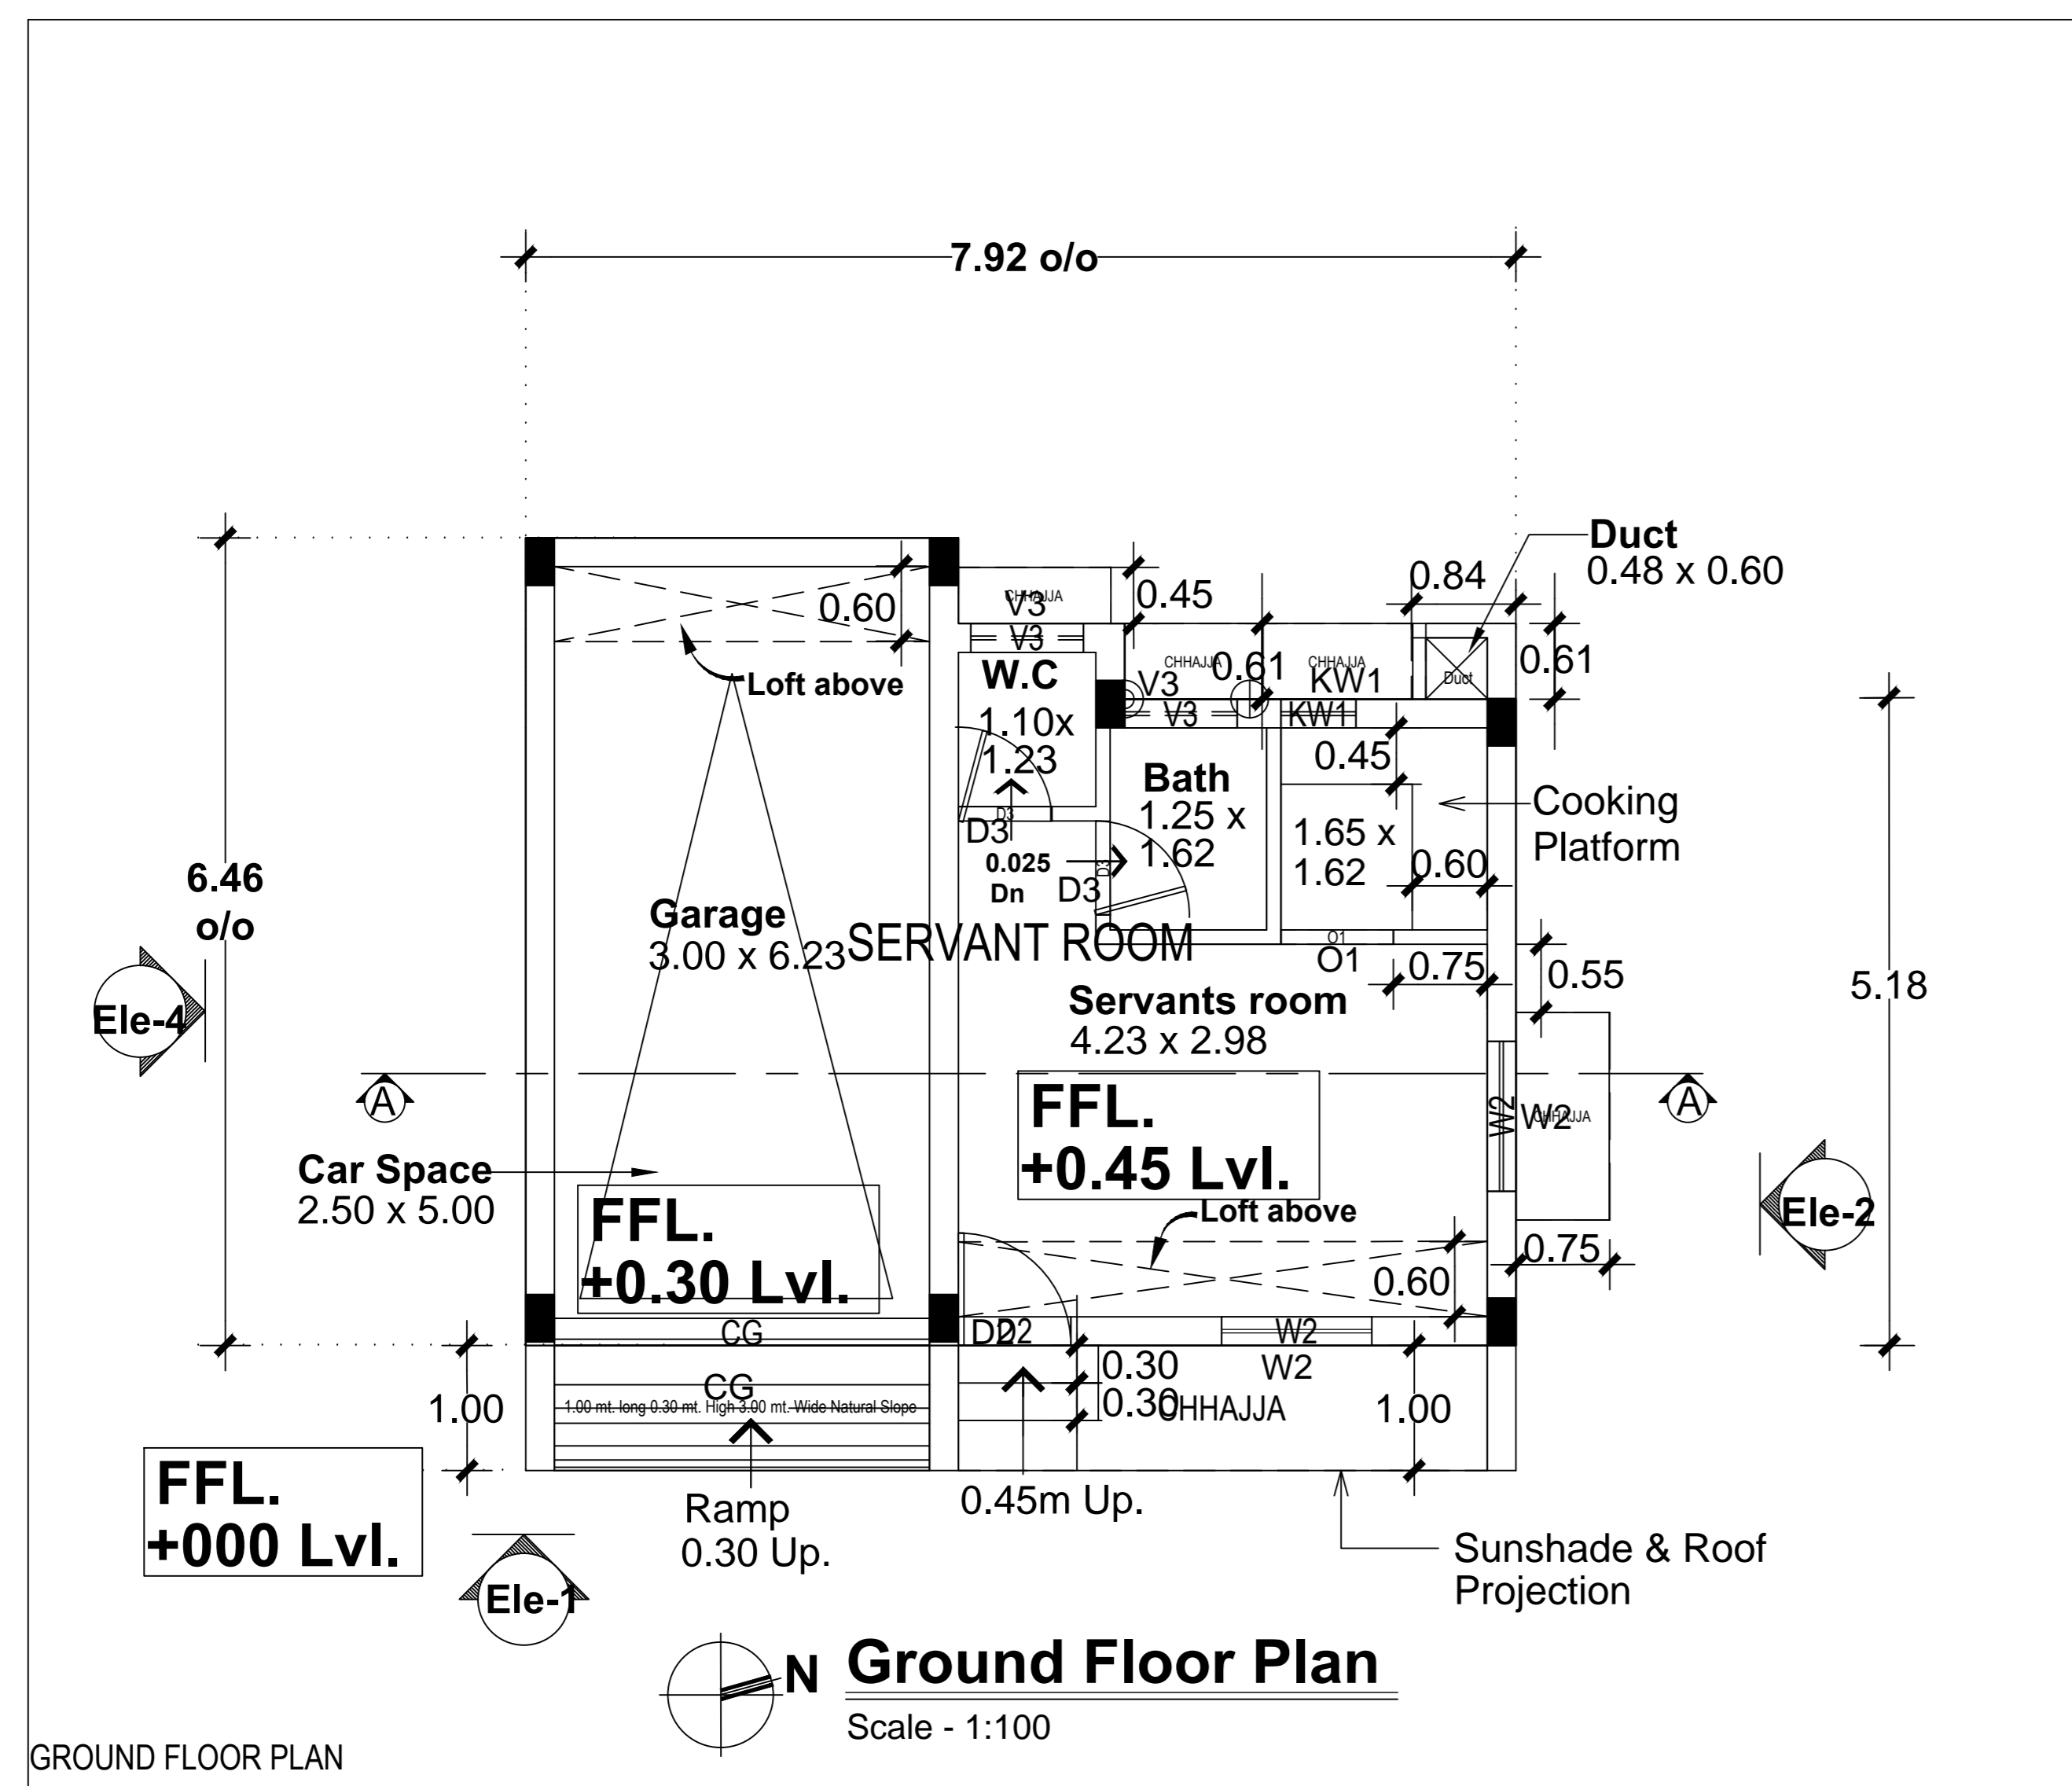 7.92 o/o
Duct
0.48 x 0.60
0.84
0.45
CHHAJJA
V3
0.60
V3
0.61
CHHAJJA
0.61
CHHAJJA
KW1
Duct
V3
V3
KW1
W.C
1.10x
1.23
Loft above
0.45
Bath
1.25 x
1.62
Cooking
Platform
1.65 x
1.62
0.60
D3
D3
0.025
Dn
D3
D3
6.46
o/o
Garage
3.00 x 6.23
SERVANT ROOM
O1
O1
0.75
0.55
5.18
Servants room
4.23 x 2.98
Ele-4
A
A
FFL.
+0.45 Lvl.
W2
W2
CHHAJJA
Car Space
2.50 x 5.00
FFL.
+0.30 Lvl.
Loft above
Ele-2
0.75
0.60
CG
D2
D2
W2
0.30
W2
CG
1.00
1.00 mt. long 0.30 mt. High 3.00 mt. Wide Natural Slope
0.30
CHHAJJA
1.00
FFL.
+000 Lvl.
Ramp
0.30 Up.
0.45m Up.
Sunshade & Roof
Projection
Ele-1
N
Ground Floor Plan
Scale - 1:100
GROUND FLOOR PLAN